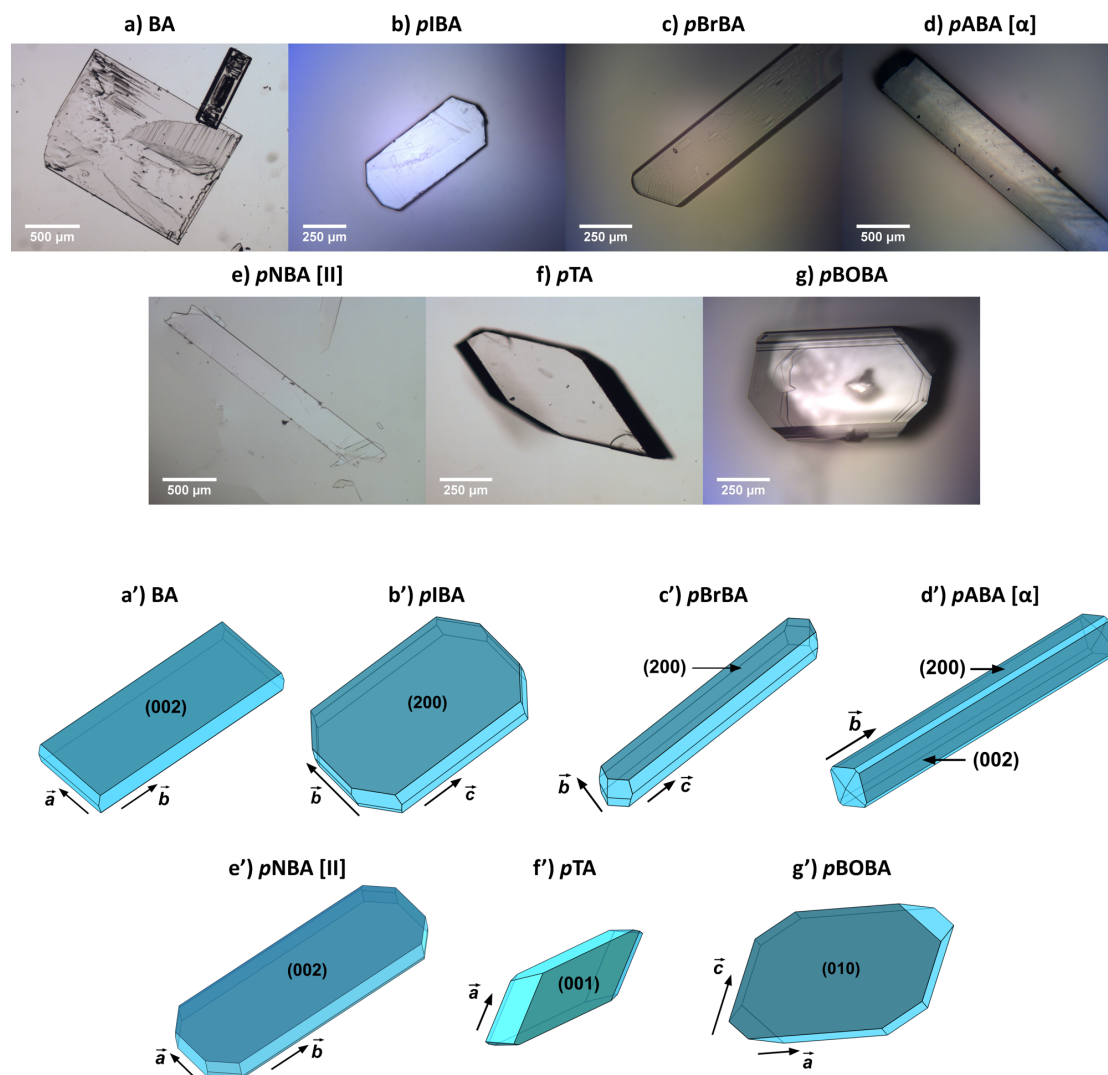 a) BA
b) pIBA
c) pBrBA
d) pABA [α]
500 µm
250 µm
250 µm
500 µm
e) pNBA [II]
f) pTA
g) pBOBA
500 µm
250 µm
250 µm
a’) BA
b’) pIBA
c’) pBrBA
d’) pABA [α]
(002)
a
b
(200)
b
c
(200)
b
c
(200)
b
(002)
e’) pNBA [II]
f’) pTA
g’) pBOBA
(002)
a
b
(001)
a
(010)
c
a